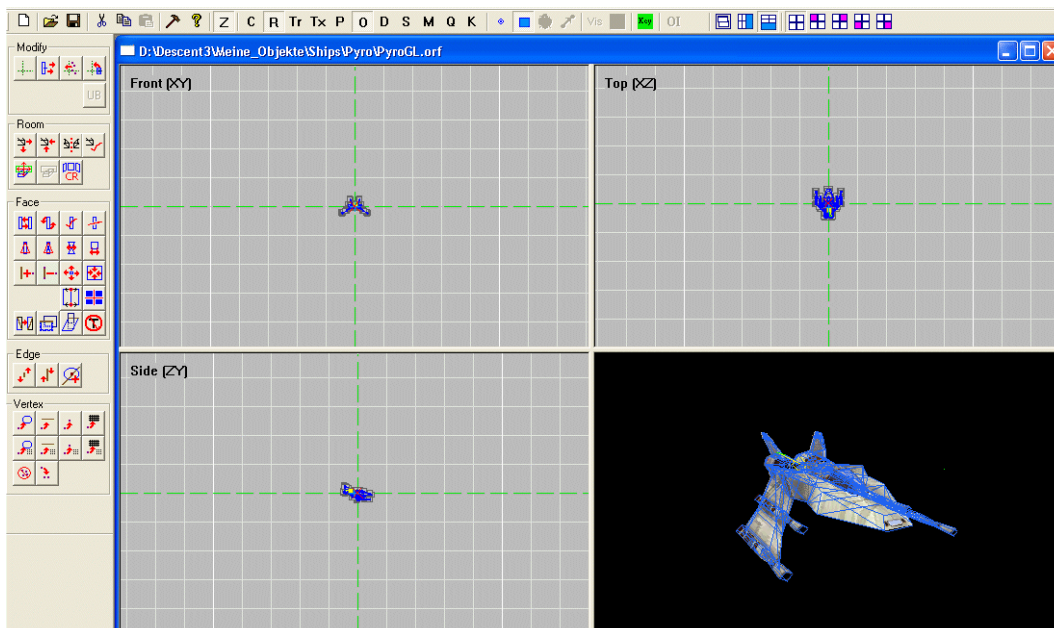 Z C R Tr Tx P O D S M Q K Vis Key OI
Modify
D:\Descent3\Meine_Objekte\Ships\Pyro\PyroGL.orf
UB
Front [XY]
Top [XZ]
Room
CR
Face
Side [ZY]
Edge
Vertex